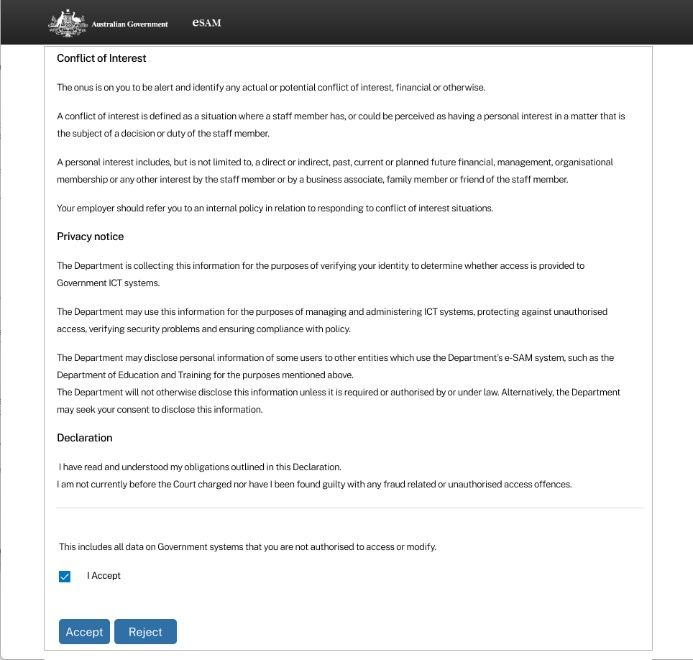 Australian Government
eSAM
Conflict of Interest
The onus is on you to be alert and identify any actual or potential conflict of interest, financial or otherwise.
A conflict of interest is defined as a situation where a staff member has, or could be perceived as having a personal interest in a matter that is
the subject of a decision or duty of the staff member.
A personal interest includes, but is not limited to, a direct or indirect, past, current or planned future financial, management, organisational
membership or any other interest by the staff member or by a business associate, family member or friend of the staff member.
Your employer should refer you to an internal policy in relation to responding to conflict of interest situations.
Privacy notice
The Department is collecting this information for the purposes of verifying your identity to determine whether access is provided to
Government ICT systems.
The Department may use this information for the purposes of managing and administering ICT systems, protecting against unauthorised
access, verifying security problems and ensuring compliance with policy.
The Department may disclose personal information of some users to other entities which use the Department's e-SAM system, such as the
Department of Education and Training for the purposes mentioned above.
The Department will not otherwise disclose this information unless it is required or authorised by or under law. Alternatively, the Department
may seek your consent to disclose this information.
Declaration
I have read and understood my obligations outlined in this Declaration.
I am not currently before the Court charged nor have I been found guilty with any fraud related or unauthorised access offences.
This includes all data on Government systems that you are not authorised to access or modify.
I Accept
Accept
Reject